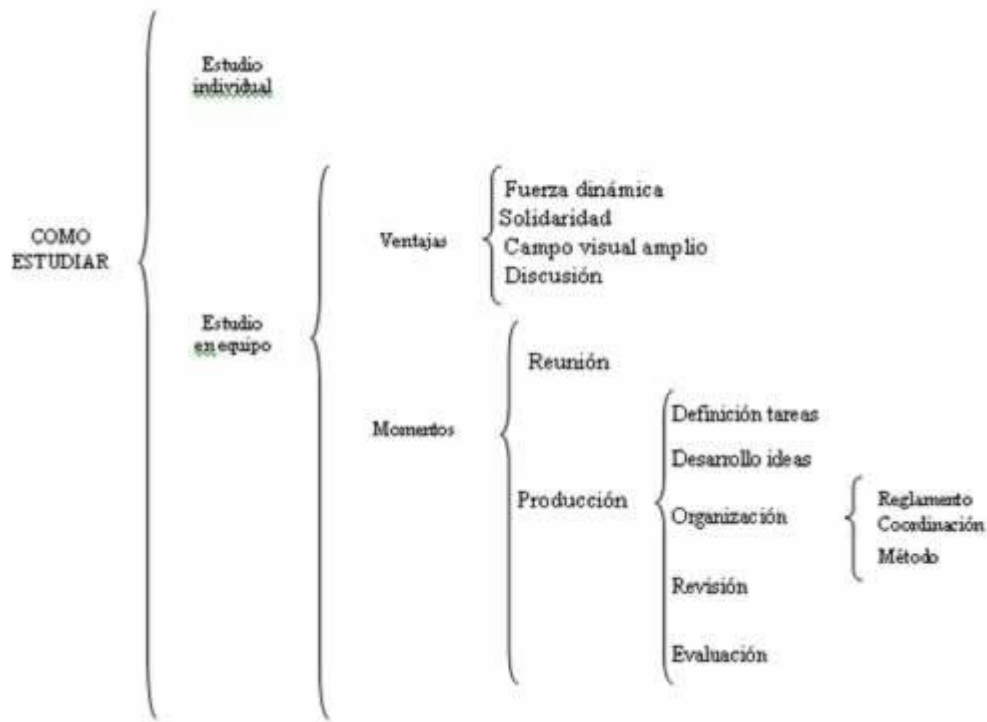 COMO
ESTUDIAR
Estudio
individual
Estudio
en equipo
Ventajas
Fuerza dinámica
Solidaridad
Campo visual amplio
Discusión
Momentos
Reunión
Producción
Definición tareas
Desarrollo ideas
Organización
Reglamento
Coordinación
Método
Revisión
Evaluación